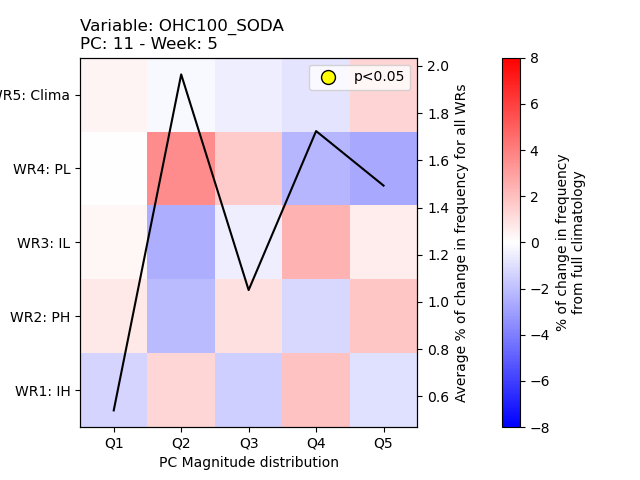 Variable: OHC100_SODA
PC: 11 - Week: 5
p<0.05
WR5: Clima
WR4: PL
WR3: IL
WR2: PH
WR1: IH
Q1 Q2 Q3 Q4 Q5
PC Magnitude distribution
2.0
1.8
1.6
1.4
1.2
1.0
0.8
0.6
Average % of change in frequency for all WRs
8
6
4
2
0
−2
−4
−6
−8
% of change in frequency
from full climatology